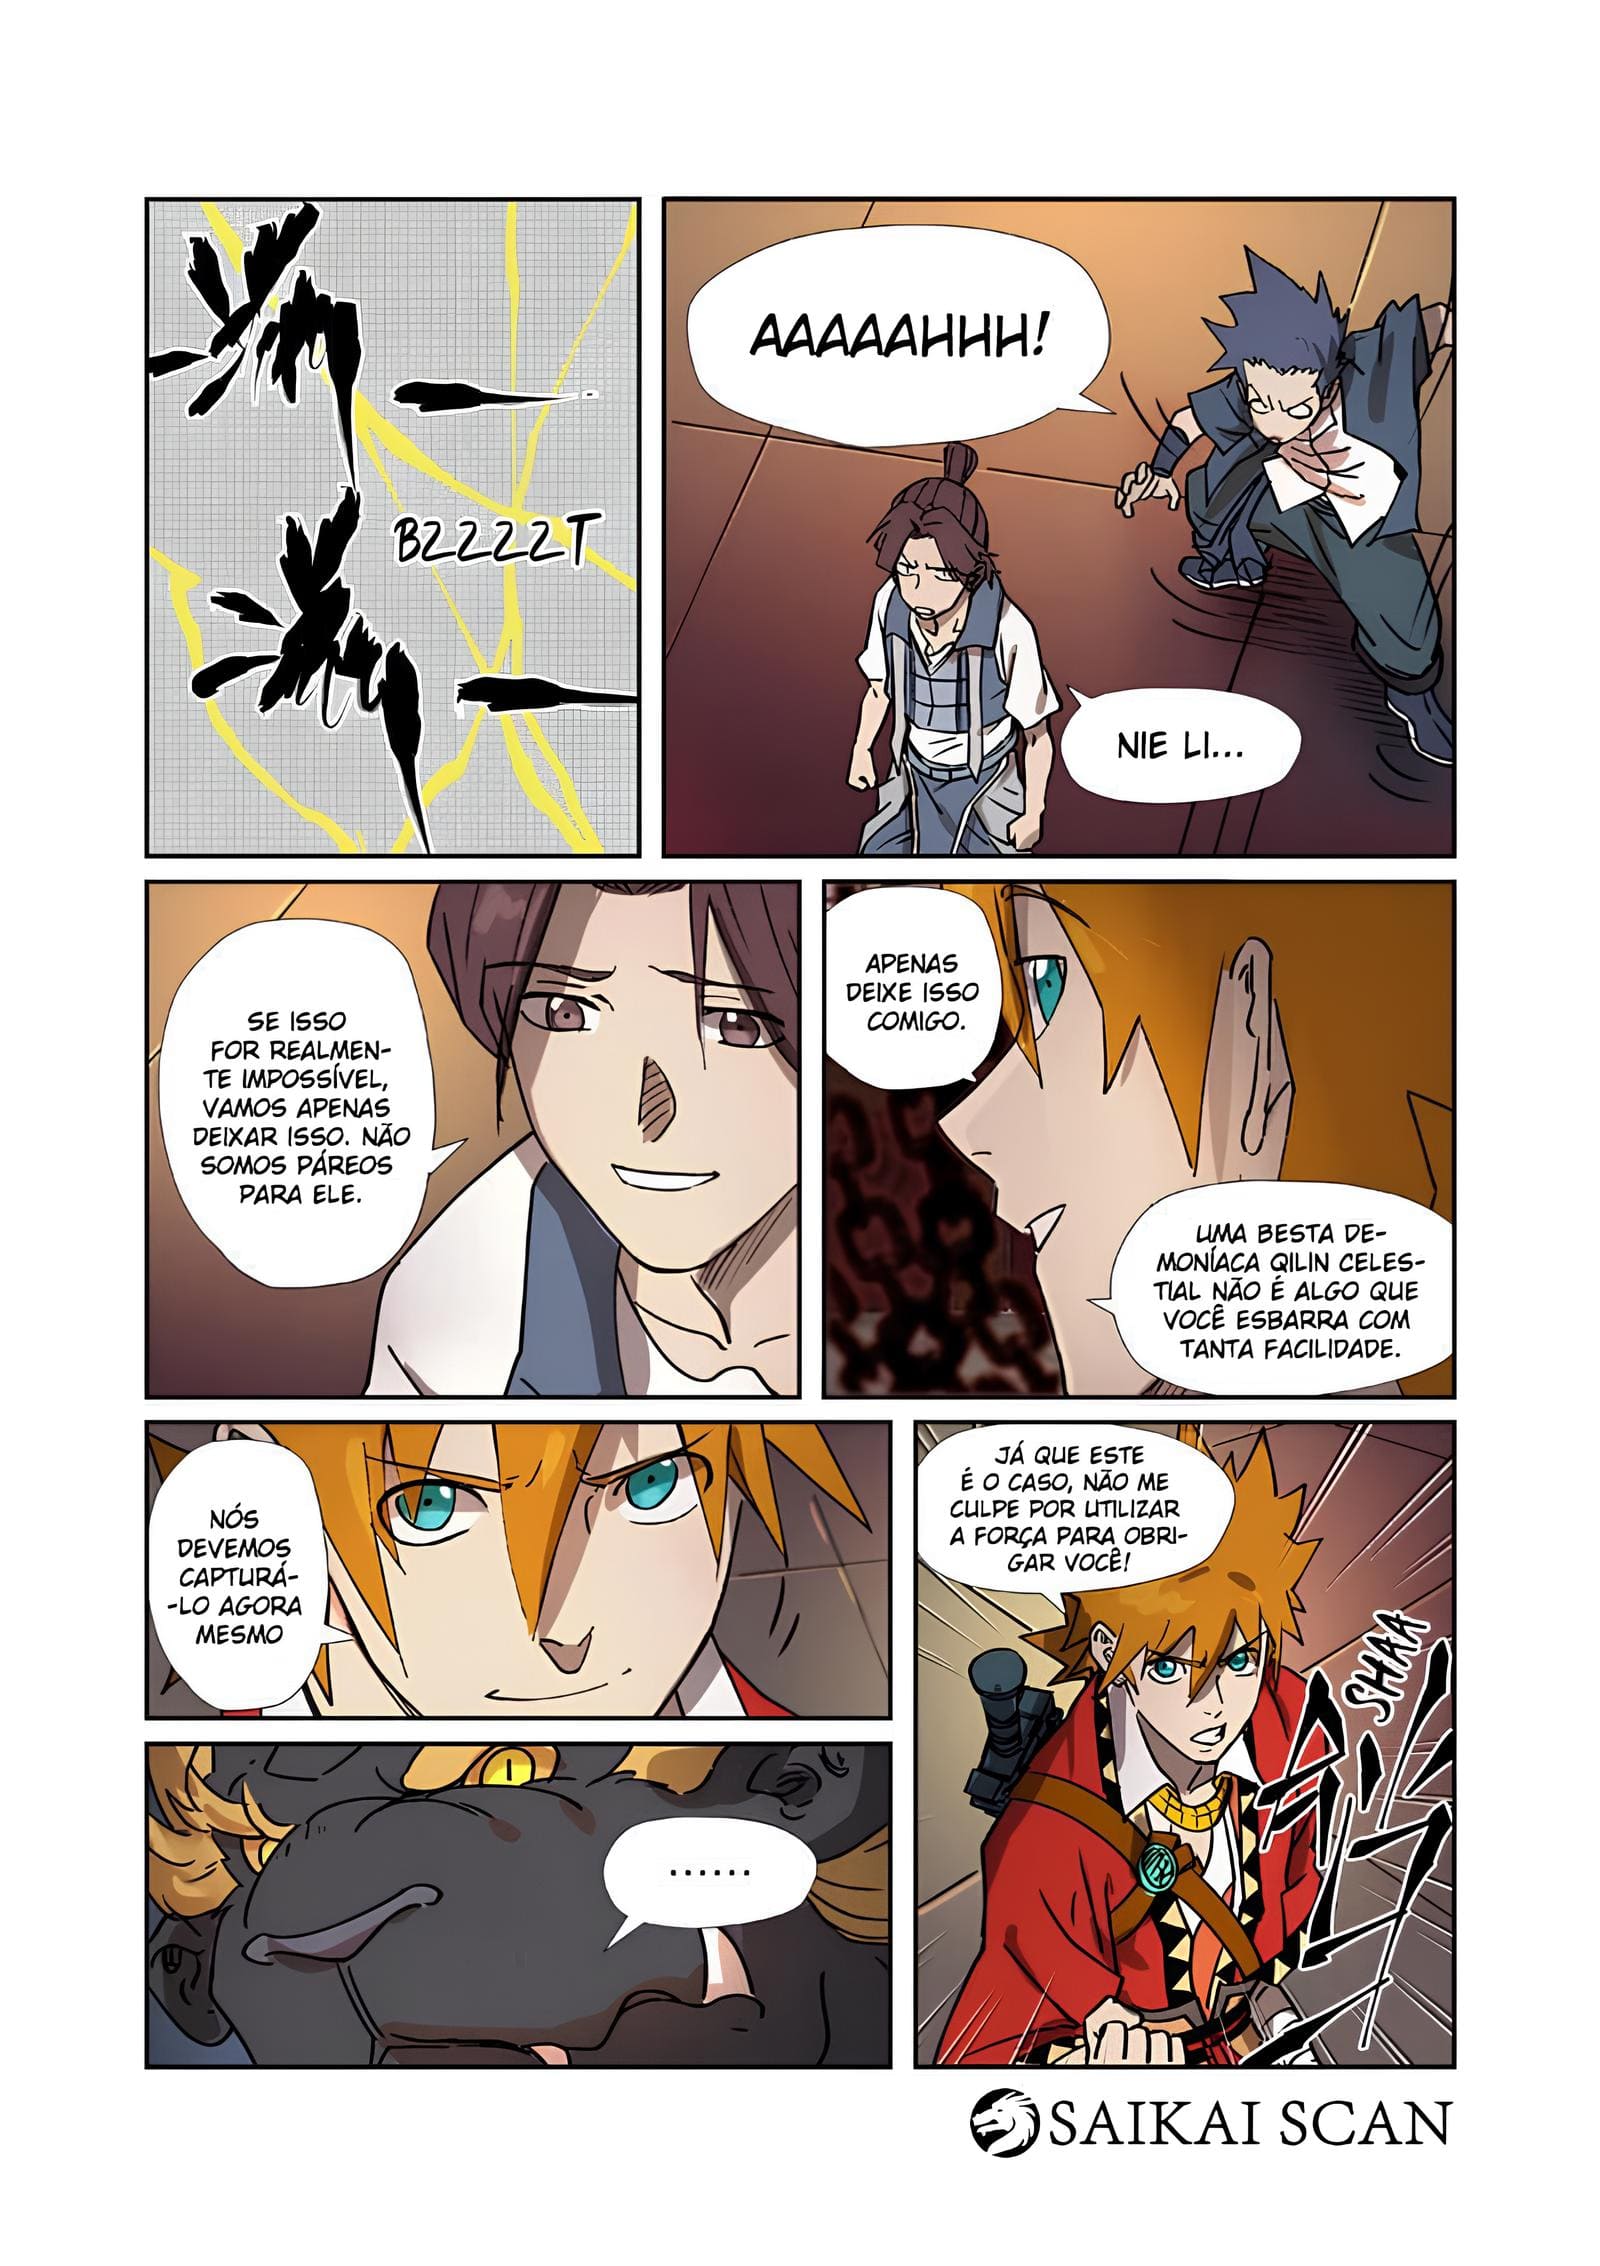 BZZZZT
AAAAAHHH!
NIE LI...
SE ISSO
FOR REALMEN-
TE IMPOSSÍVEL,
VAMOS APENAS
DEIXAR ISSO. NÃO
SOMOS PÁREOS
PARA ELE.
APENAS
DEIXE ISSO
COMIGO.
UMA BESTA DE-
MONÍACA QILIN CELES-
TIAL NÃO É ALGO QUE
VOCÊ ESBARRA COM
TANTA FACILIDADE.
NÓS
DEVEMOS
CAPTURÁ-
-LO AGORA
MESMO
JÁ QUE ESTE
É O CASO, NÃO ME
CULPE POR UTILIZAR
A FORÇA PARA OBRI-
GAR VOCÊ!
SHAA
......
SAIKAI SCAN